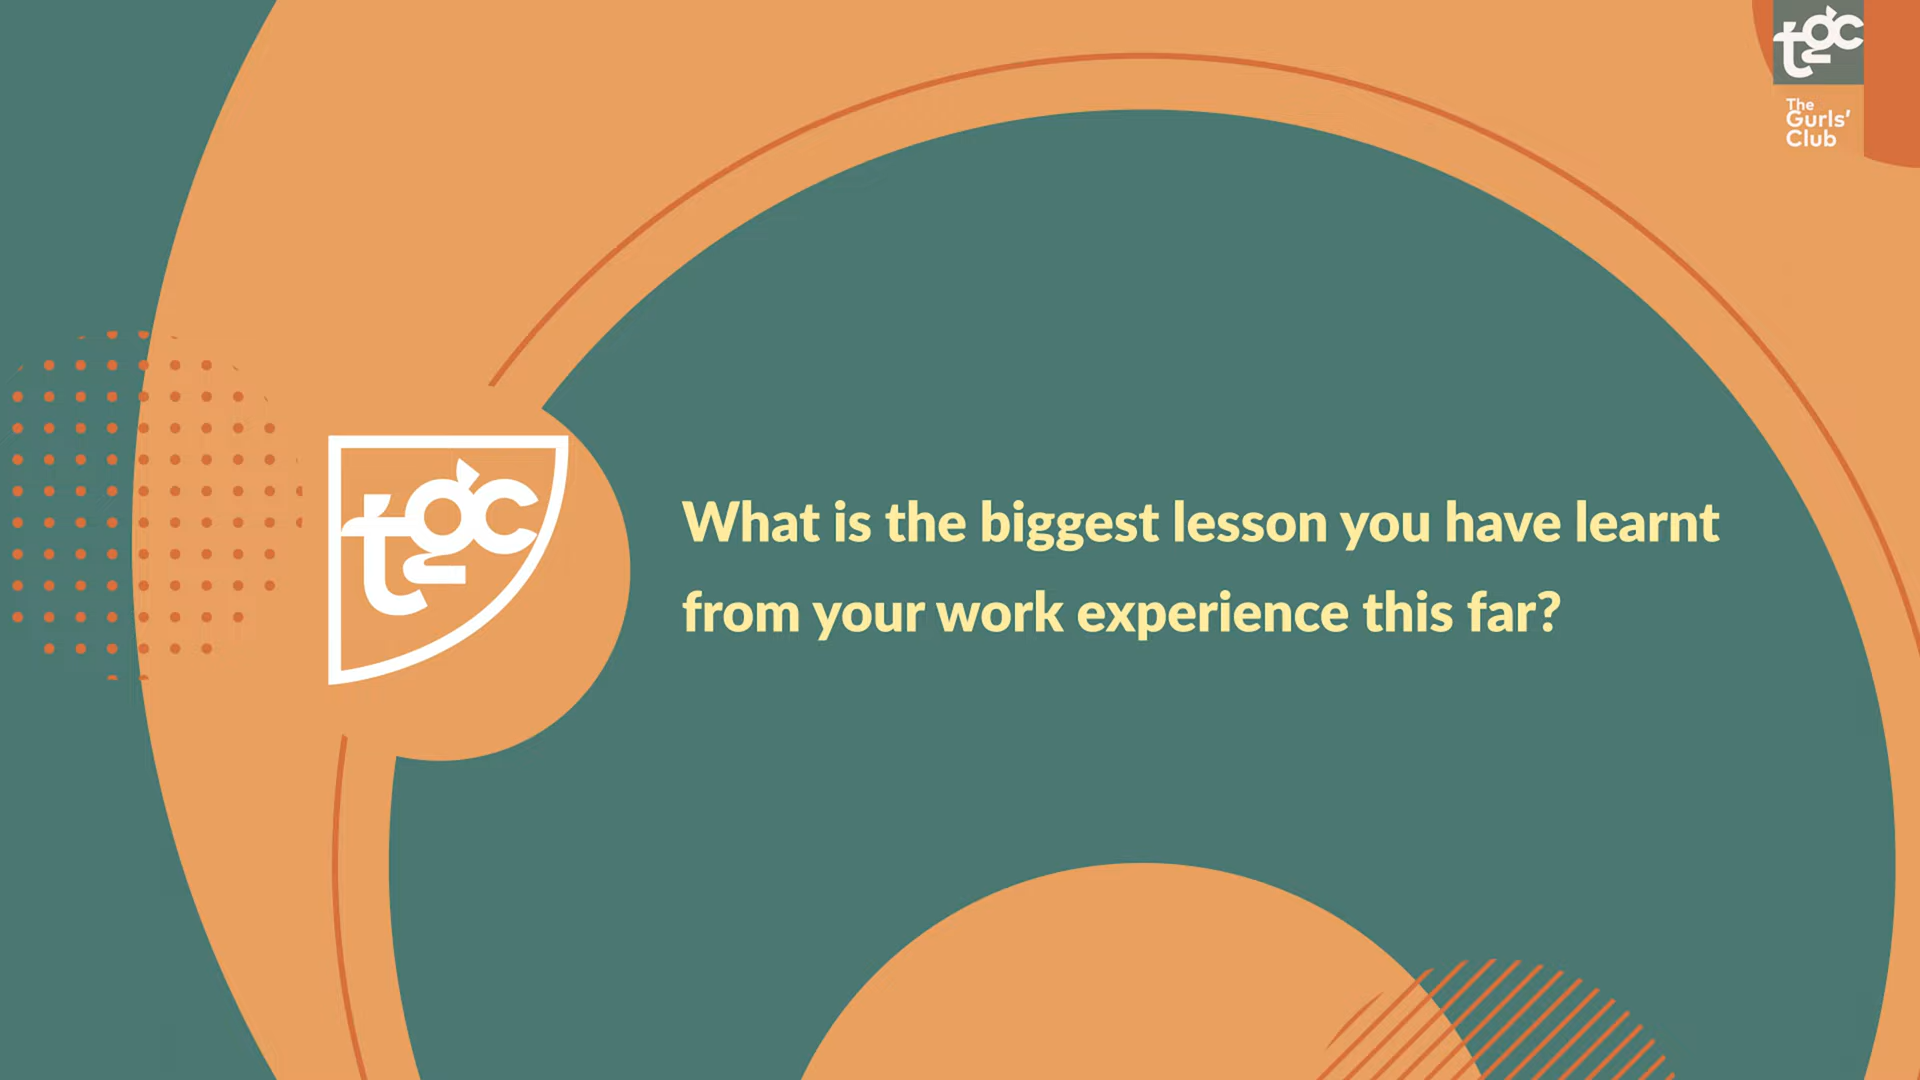 tgc
The
Gurls'
Club
tgc
What is the biggest lesson you have learnt
from your work experience this far?